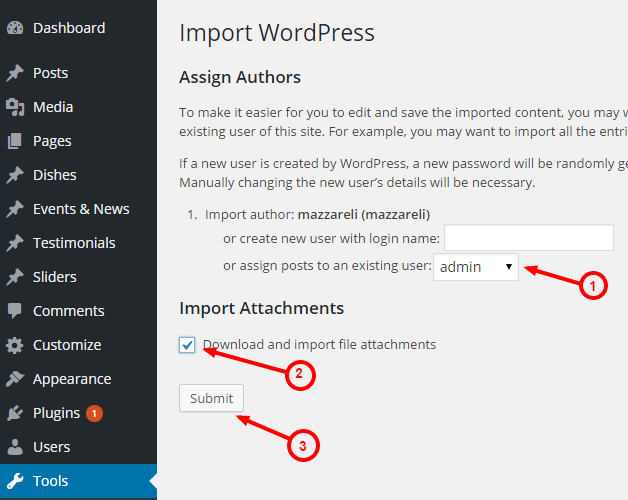 Dashboard
Posts
Media
Pages
Dishes
Events & News
Testimonials
Sliders
Comments
Customize
Appearance
Plugins 1
Users
Tools
Import WordPress
Assign Authors
To make it easier for you to edit and save the imported content, you may
existing user of this site. For example, you may want to import all the
If a new user is created by WordPress, a new password will be randomly
Manually changing the new user's details will be necessary.
1. Import author: mazzareli (mazzareli)
or create new user with login name:
or assign posts to an existing user: admin
1
Import Attachments
Download and import file attachments
2
Submit
3